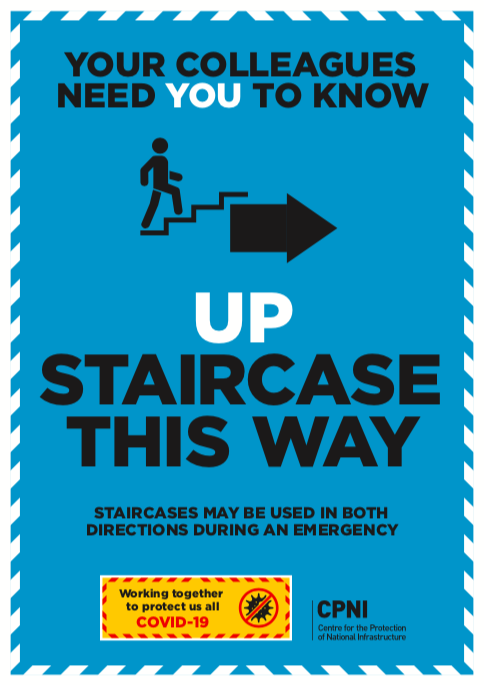 YOUR COLLEAGUES
NEED YOU TO KNOW
UP
STAIRCASE
THIS WAY
STAIRCASES MAY BE USED IN BOTH
DIRECTIONS DURING AN EMERGENCY
Working together
to protect us all
COVID-19
CPNI
Centre for the Protection
of National Infrastructure